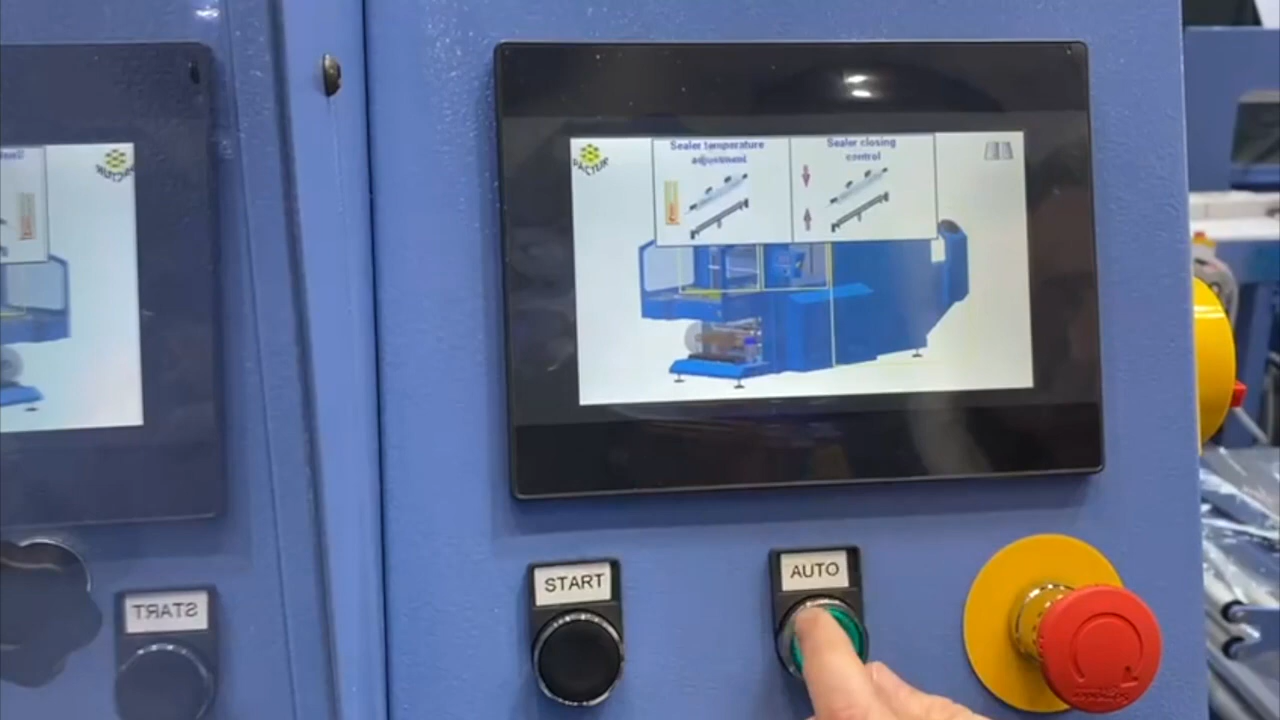 Sealer temperature
adjustment
Sealer closing
control
START
AUTO
START